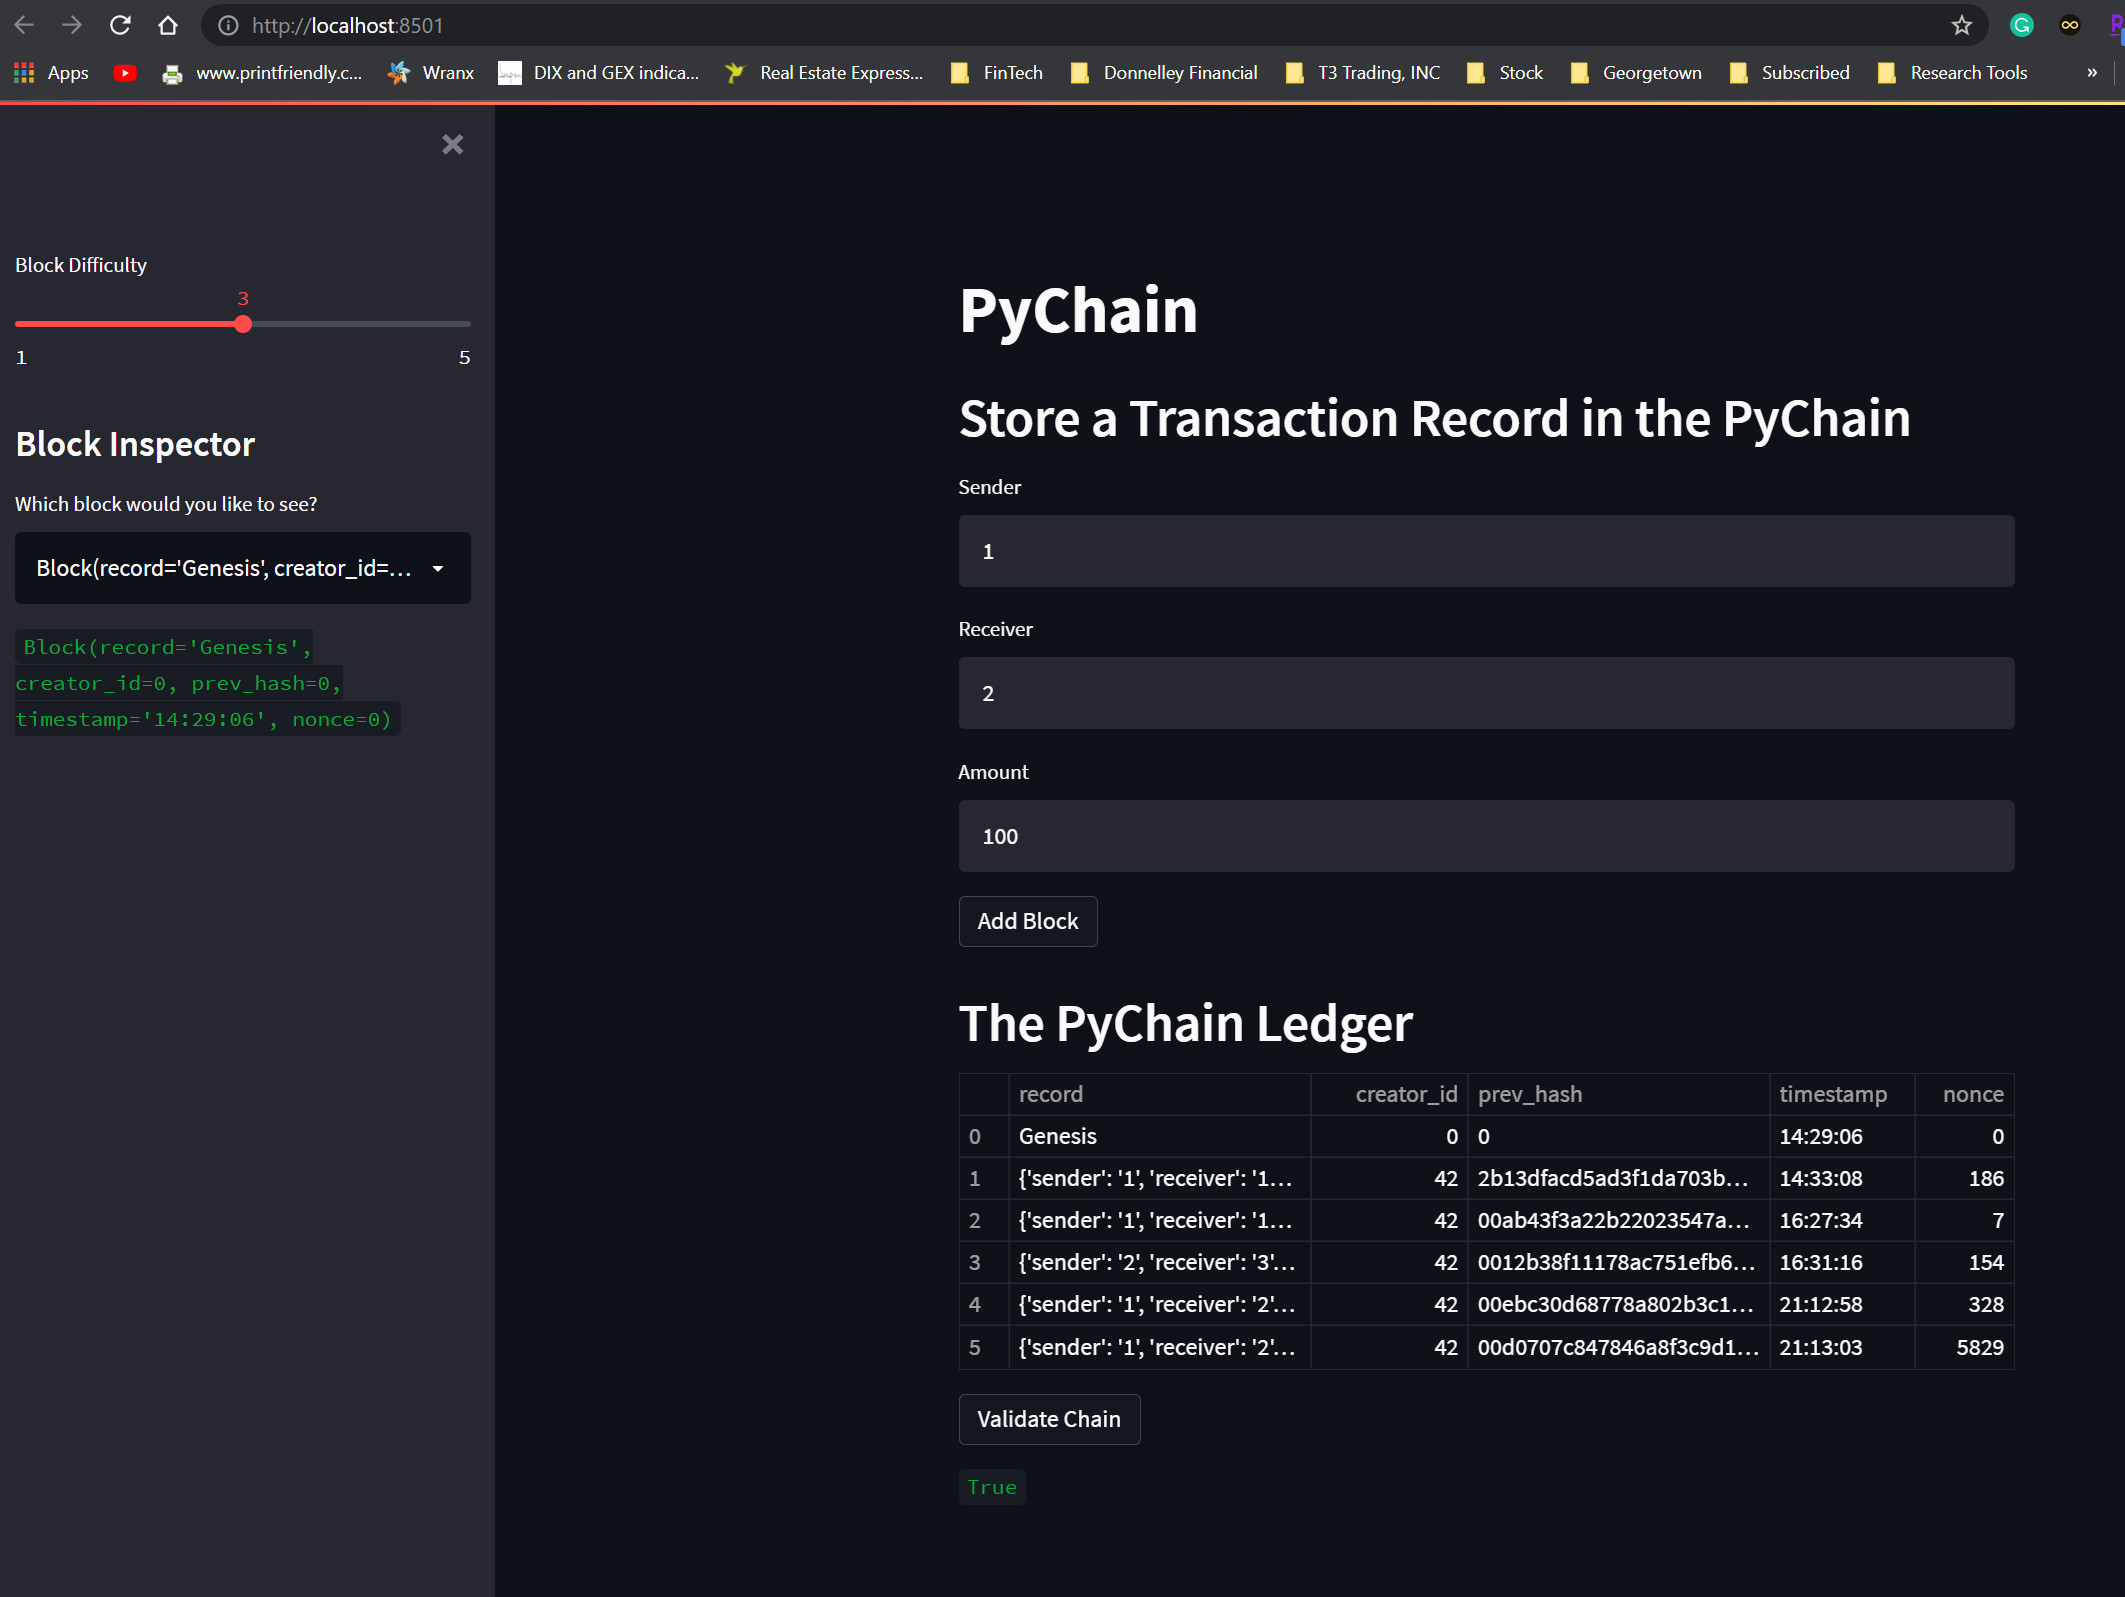 http://localhost:8501
Apps www.printfriendly.c... Wranx DIX and GEX indica... Real Estate Express... FinTech Donnelley Financial T3 Trading, INC Stock Georgetown Subscribed Research Tools »
Block Difficulty
3
1 5
Block Inspector
Which block would you like to see?
Block(record='Genesis', creator_id=...
Block(record='Genesis',
creator_id=0, prev_hash=0,
timestamp='14:29:06', nonce=0)
PyChain
Store a Transaction Record in the PyChain
Sender
1
Receiver
2
Amount
100
Add Block
The PyChain Ledger
record creator_id prev_hash timestamp nonce
0 Genesis 0 0 14:29:06 0
1 {'sender': '1', 'receiver': '1... 42 2b13dfacd5ad3f1da703b... 14:33:08 186
2 {'sender': '1', 'receiver': '1... 42 00ab43f3a22b22023547a... 16:27:34 7
3 {'sender': '2', 'receiver': '3'... 42 0012b38f11178ac751efb6... 16:31:16 154
4 {'sender': '1', 'receiver': '2'... 42 00ebc30d68778a802b3c1... 21:12:58 328
5 {'sender': '1', 'receiver': '2'... 42 00d0707c847846a8f3c9d1... 21:13:03 5829
Validate Chain
True